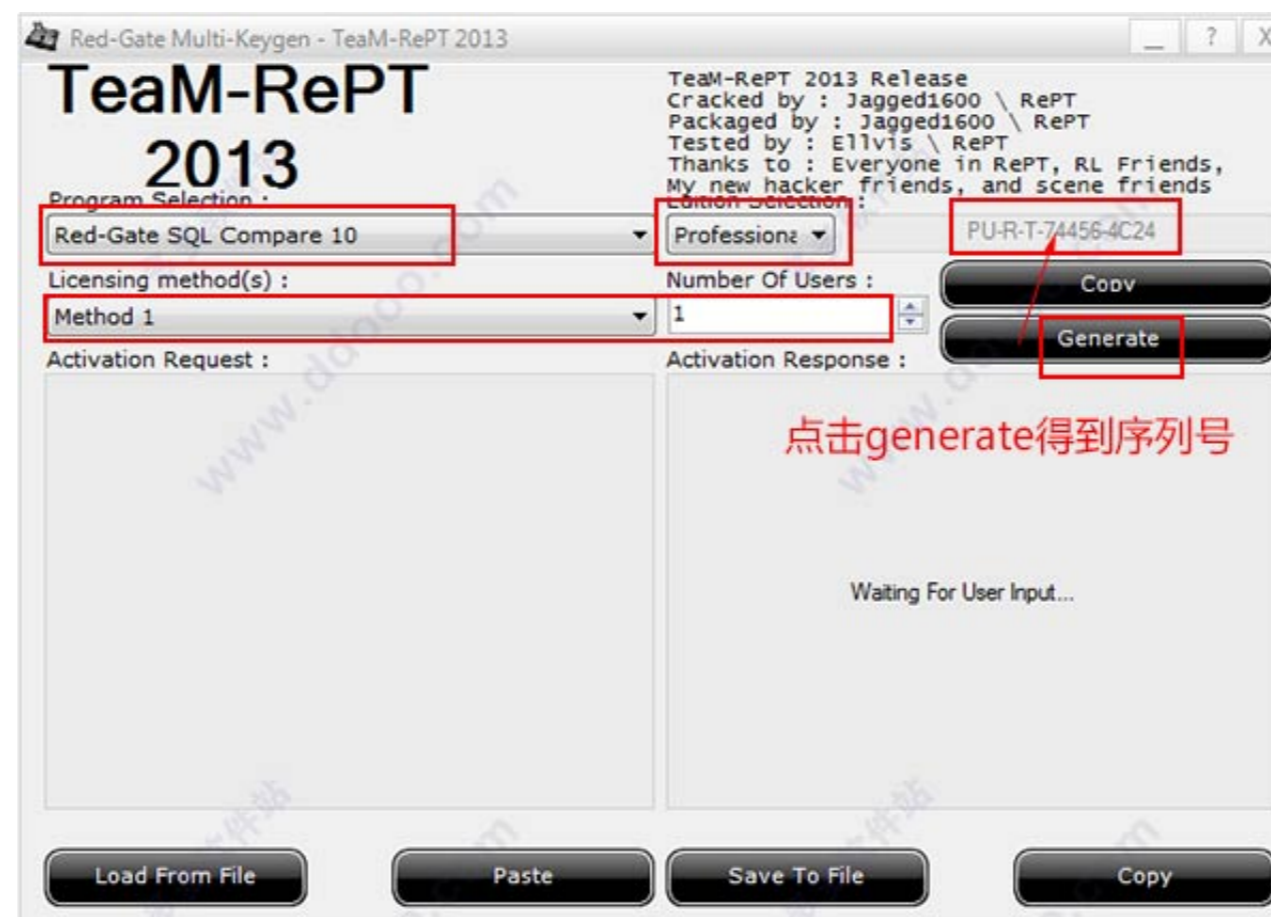 Red-Gate Multi-Keygen - TeaM-RePT 2013
TeaM-RePT
2013
TeaM-RePT 2013 Release
Cracked by : Jagged1600 \ RePT
Packaged by : Jagged1600 \ RePT
Tested by : Ellvis \ RePT
Thanks to : Everyone in RePT, RL Friends,
My new hacker friends, and scene friends
Program Selection :
Edition Selection :
Red-Gate SQL Compare 10
Professiona
PU-R-T-74456-4C24
Licensing method(s) :
Number Of Users :
Copy
Method 1
1
Generate
Activation Request :
Activation Response :
点击generate得到序列号
Waiting For User Input...
Load From File
Paste
Save To File
Copy